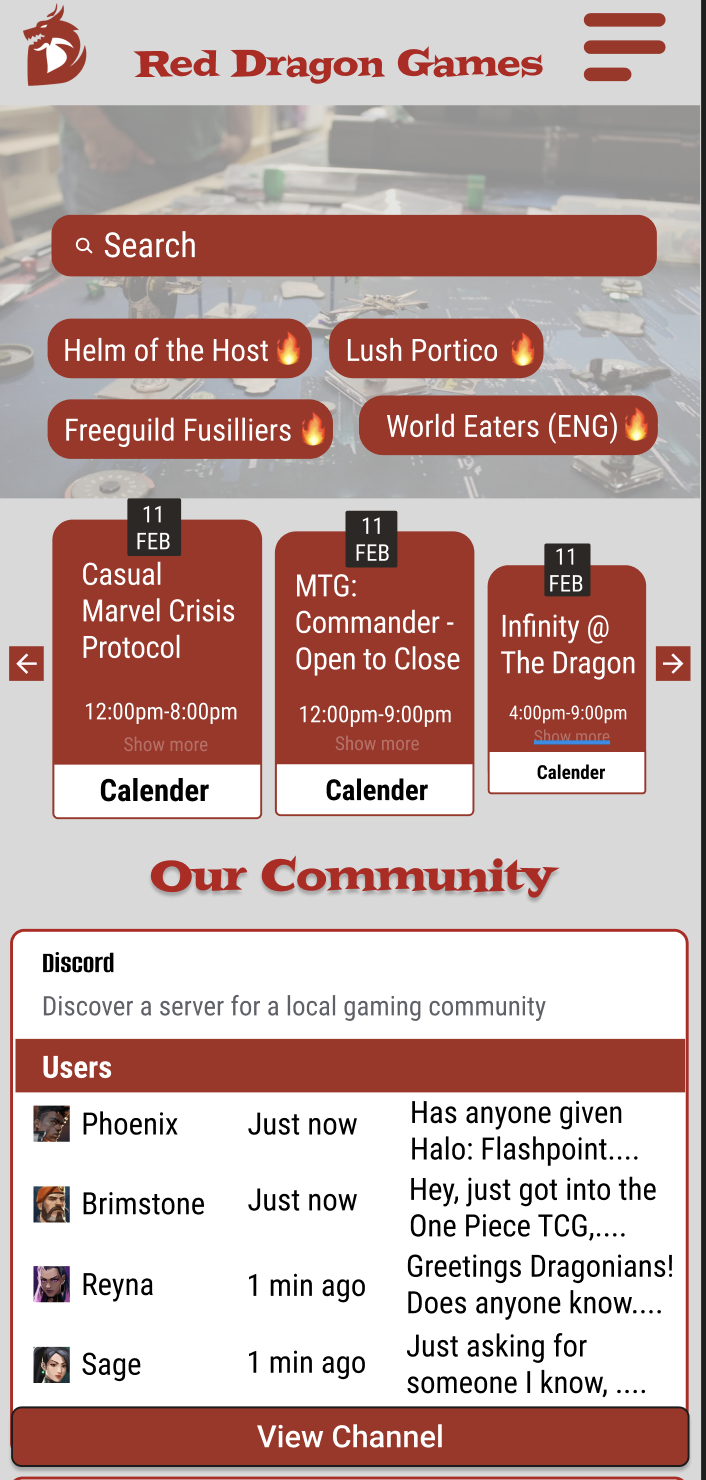 Red Dragon Games
Search
Helm of the Host
Lush Portico
Freeguild Fusilliers
World Eaters (ENG)
11
FEB
Casual
Marvel Crisis
Protocol
12:00pm-8:00pm
Show more
Calender
11
FEB
MTG:
Commander -
Open to Close
12:00pm-9:00pm
Show more
Calender
11
FEB
Infinity @
The Dragon
4:00pm-9:00pm
Show more
Calender
Our Community
Discord
Discover a server for a local gaming community
Users
Phoenix
Just now
Has anyone given
Halo: Flashpoint....
Brimstone
Just now
Hey, just got into the
One Piece TCG,....
Reyna
1 min ago
Greetings Dragonians!
Does anyone know....
Sage
1 min ago
Just asking for
someone I know, ....
View Channel